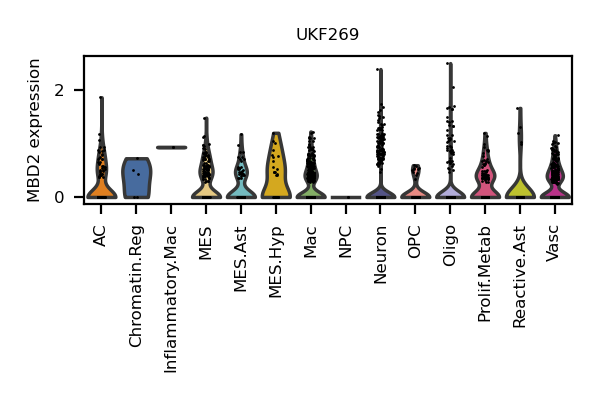 UKF269
MBD2 expression
2
0
AC
Chromatin.Reg
Inflammatory.Mac
MES
MES.Ast
MES.Hyp
Mac
NPC
Neuron
OPC
Oligo
Prolif.Metab
Reactive.Ast
Vasc